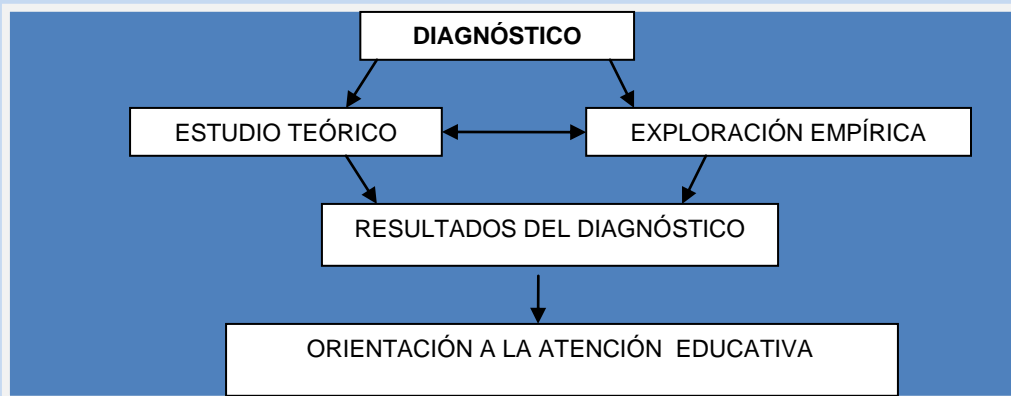 DIAGNÓSTICO
ESTUDIO TEÓRICO
EXPLORACIÓN EMPÍRICA
RESULTADOS DEL DIAGNÓSTICO
ORIENTACIÓN A LA ATENCIÓN EDUCATIVA